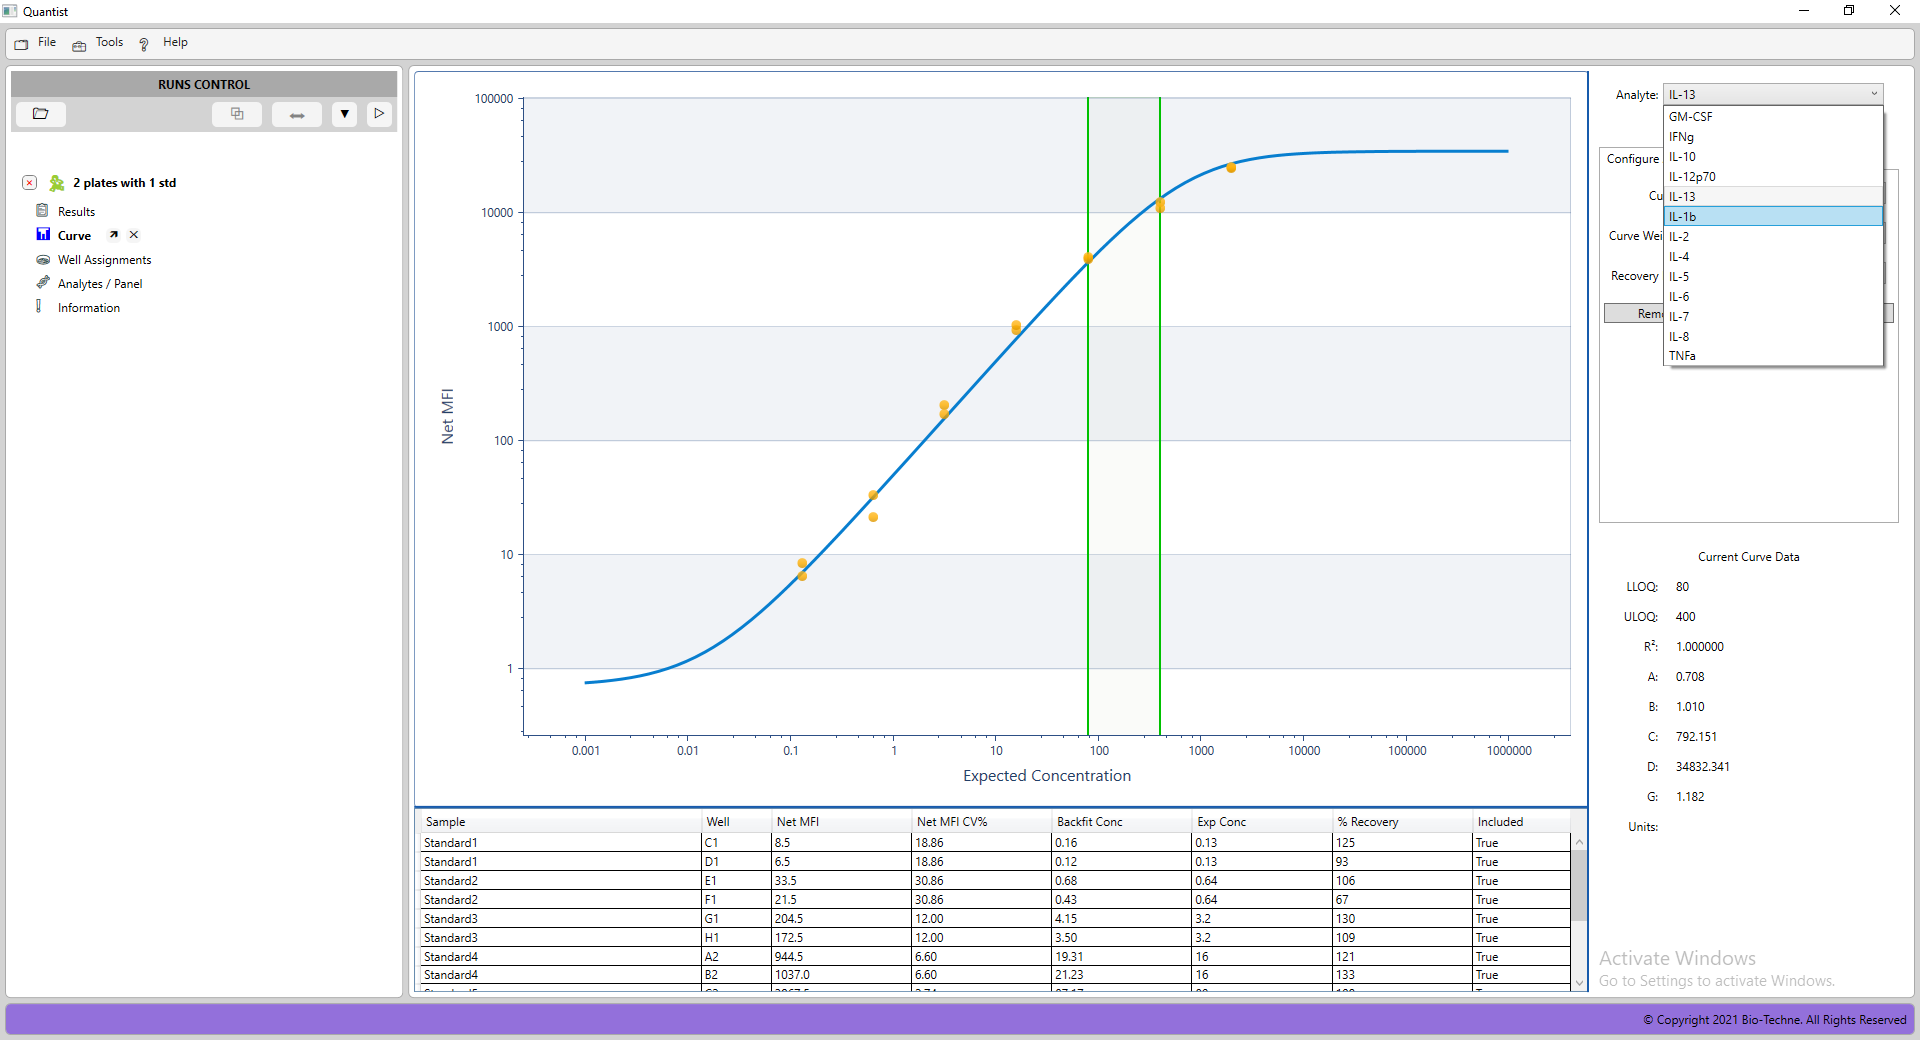 Quantist
File Tools Help
RUNS CONTROL
2 plates with 1 std
Results
Curve
Well Assignments
Analytes / Panel
Information
100000
10000
1000
100
10
1
Net MFI
0.001 0.01 0.1 1 10 100 1000 10000 100000 1000000
Expected Concentration
Sample Well Net MFI Net MFI CV% Backfit Conc Exp Conc % Recovery Included
Standard1 C1 8.5 18.86 0.16 0.13 125 True
Standard1 D1 6.5 18.86 0.12 0.13 93 True
Standard2 E1 33.5 30.86 0.68 0.64 106 True
Standard2 F1 21.5 30.86 0.43 0.64 67 True
Standard3 G1 204.5 12.00 4.15 3.2 130 True
Standard3 H1 172.5 12.00 3.50 3.2 109 True
Standard4 A2 944.5 6.60 19.31 16 121 True
Standard4 B2 1037.0 6.60 21.23 16 133 True
Analyte: IL-13
GM-CSF
IFNg
IL-10
IL-12p70
IL-13
IL-1b
IL-2
IL-4
IL-5
IL-6
IL-7
IL-8
TNFa
Configure
Cu
Curve Wei
Recovery
Rem
Current Curve Data
LLOQ: 80
ULOQ: 400
R²: 1.000000
A: 0.708
B: 1.010
C: 792.151
D: 34832.341
G: 1.182
Units:
Activate Windows
Go to Settings to activate Windows.
© Copyright 2021 Bio-Techne. All Rights Reserved